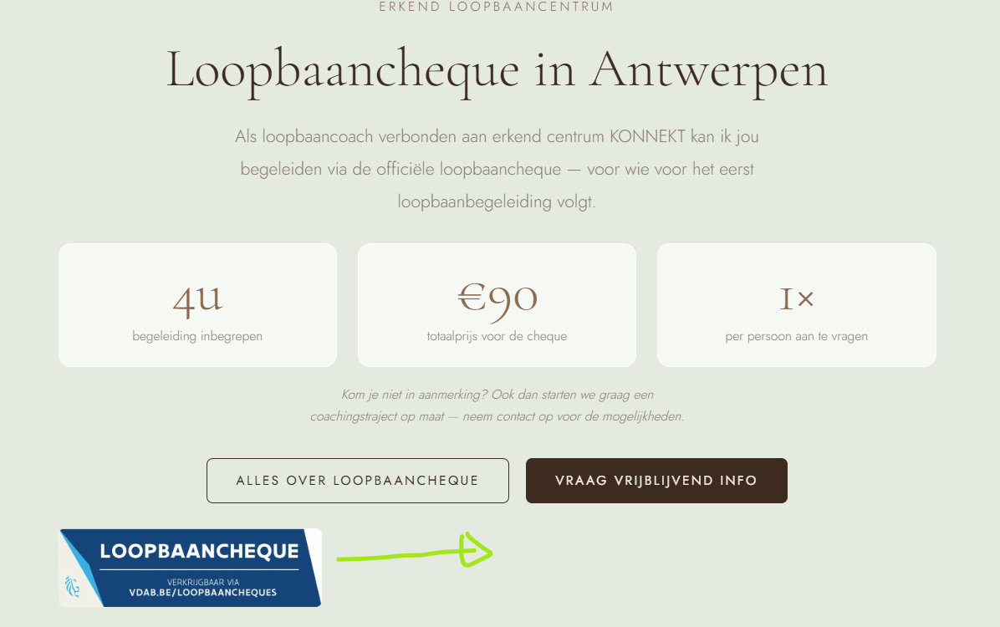 ERKEND LOOPBAANCENTRUM
Loopbaancheque in Antwerpen
Als loopbaancoach verbonden aan erkend centrum KONNEKT kan ik jou
begeleiden via de officiële loopbaancheque — voor wie voor het eerst
loopbaanbegeleiding volgt.
4u
begeleiding inbegrepen
€90
totaalprijs voor de cheque
1×
per persoon aan te vragen
Kom je niet in aanmerking? Ook dan starten we graag een
coachingstraject op maat — neem contact op voor de mogelijkheden.
ALLES OVER LOOPBAANCHEQUE
VRAAG VRIJBLIJVEND INFO
LOOPBAANCHEQUE
VERKRIJGBAAR VIA
VDAB.BE/LOOPBAANCHEQUES